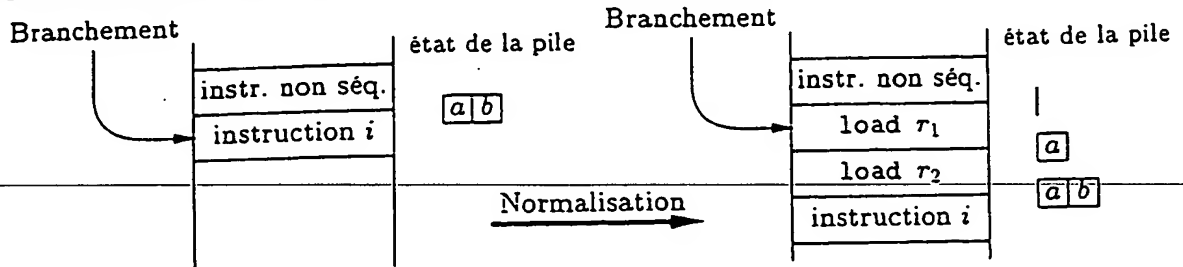 Branchement
état de la pile
instr. non séq.
a b
instruction i
Normalisation
Branchement
état de la pile
instr. non séq.
load r₁
a
load r₂
a b
instruction i